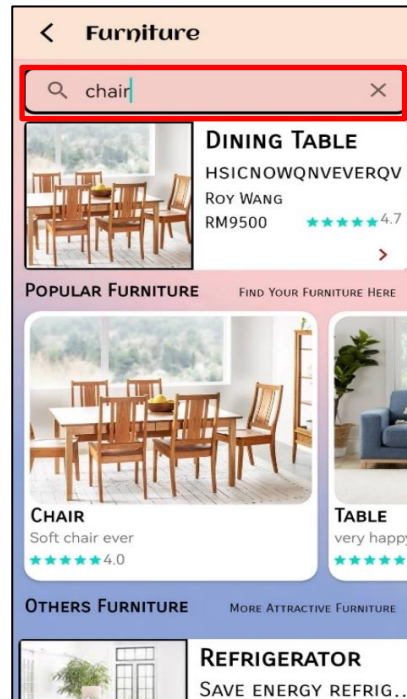 Furniture
chair
DINING TABLE
HSICNOWQNVEVERQV
ROY WANG
RM9500 4.7
POPULAR FURNITURE FIND YOUR FURNITURE HERE
CHAIR
Soft chair ever
4.0
TABLE
very happy
OTHERS FURNITURE MORE ATTRACTIVE FURNITURE
REFRIGERATOR
SAVE ENERGY REFRIG...